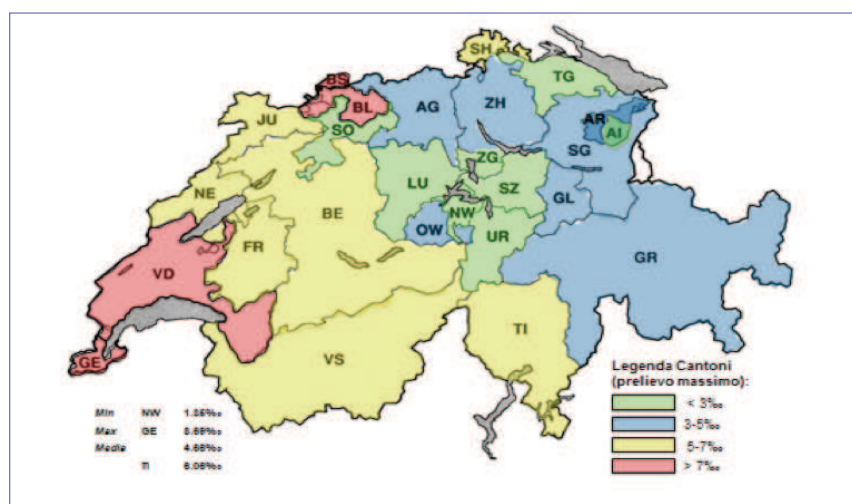 SH
TG
BS
BL
AG
ZH
AR
AI
JU
SO
SG
ZG
LU
SZ
GL
NE
BE
NW
OW
UR
FR
GR
VD
TI
VS
GE
Legenda Cantoni
(prelievo massimo):
< 3‰
3-5‰
5-7‰
> 7‰
Min NW
Max GE
Media
TI